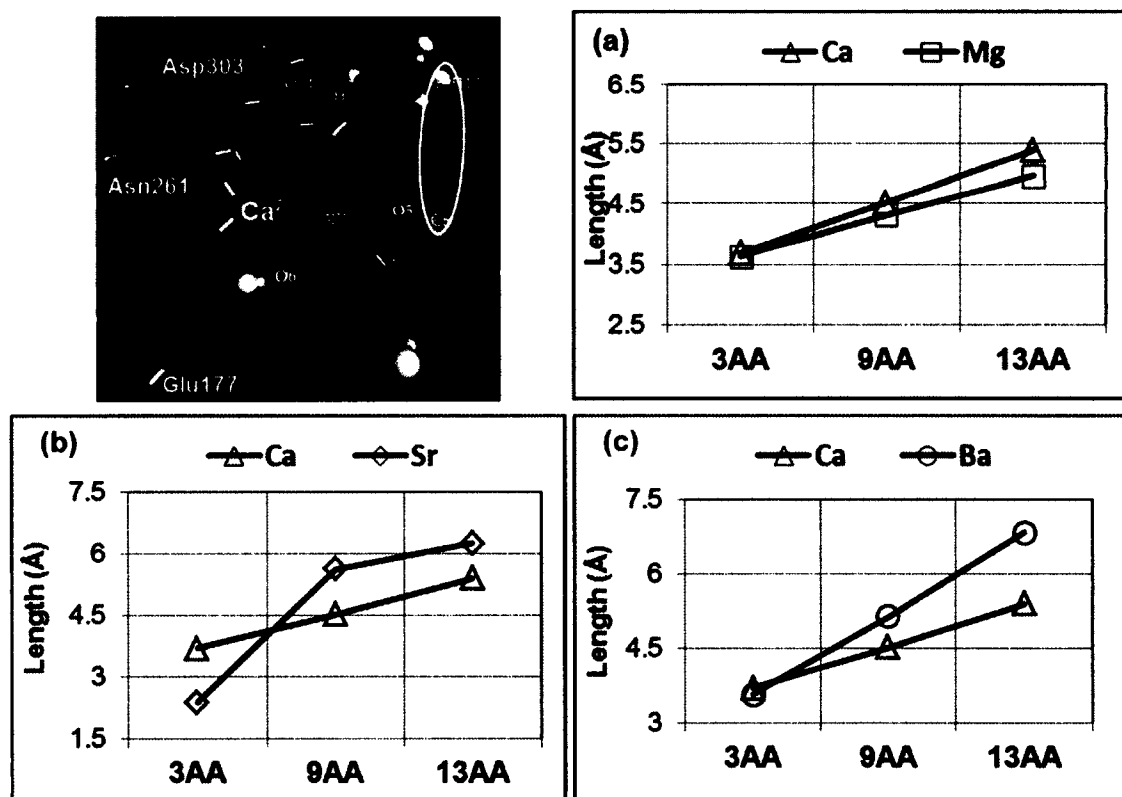 Asp303
Asn261
Ca
O5
O6
Glu177
(a)
Ca Mg
Length (Å)
6.5
5.5
4.5
3.5
2.5
3AA 9AA 13AA
(b)
Ca Sr
Length (Å)
7.5
6
4.5
3
1.5
3AA 9AA 13AA
(c)
Ca Ba
Length (Å)
7.5
6
4.5
3
3AA 9AA 13AA